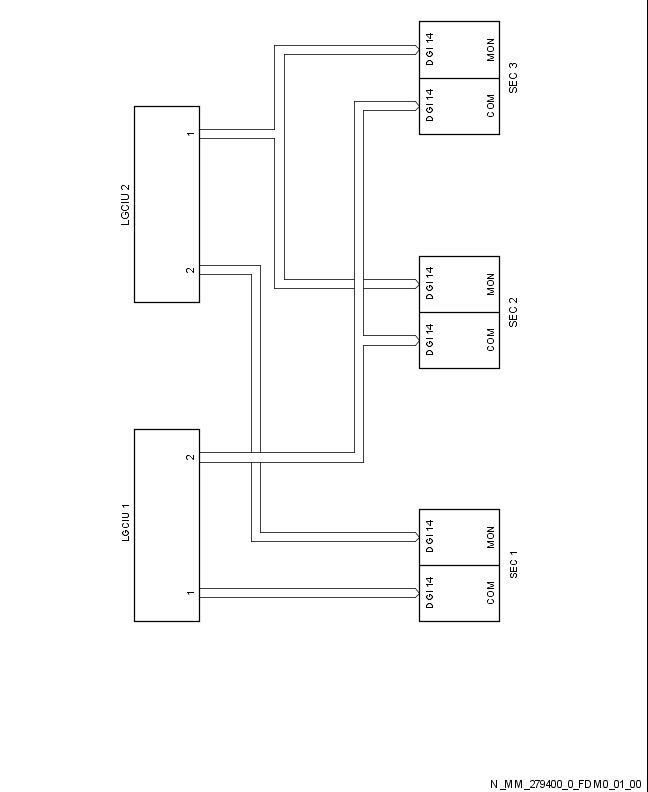 DGI 14
MON
DGI 14
COM
SEC 3
LGCIU 2
1
2
DGI 14
MON
DGI 14
COM
SEC 2
LGCIU 1
2
1
DGI 14
MON
DGI 14
COM
SEC 1
N_MM_279400_0_FDM0_01_00